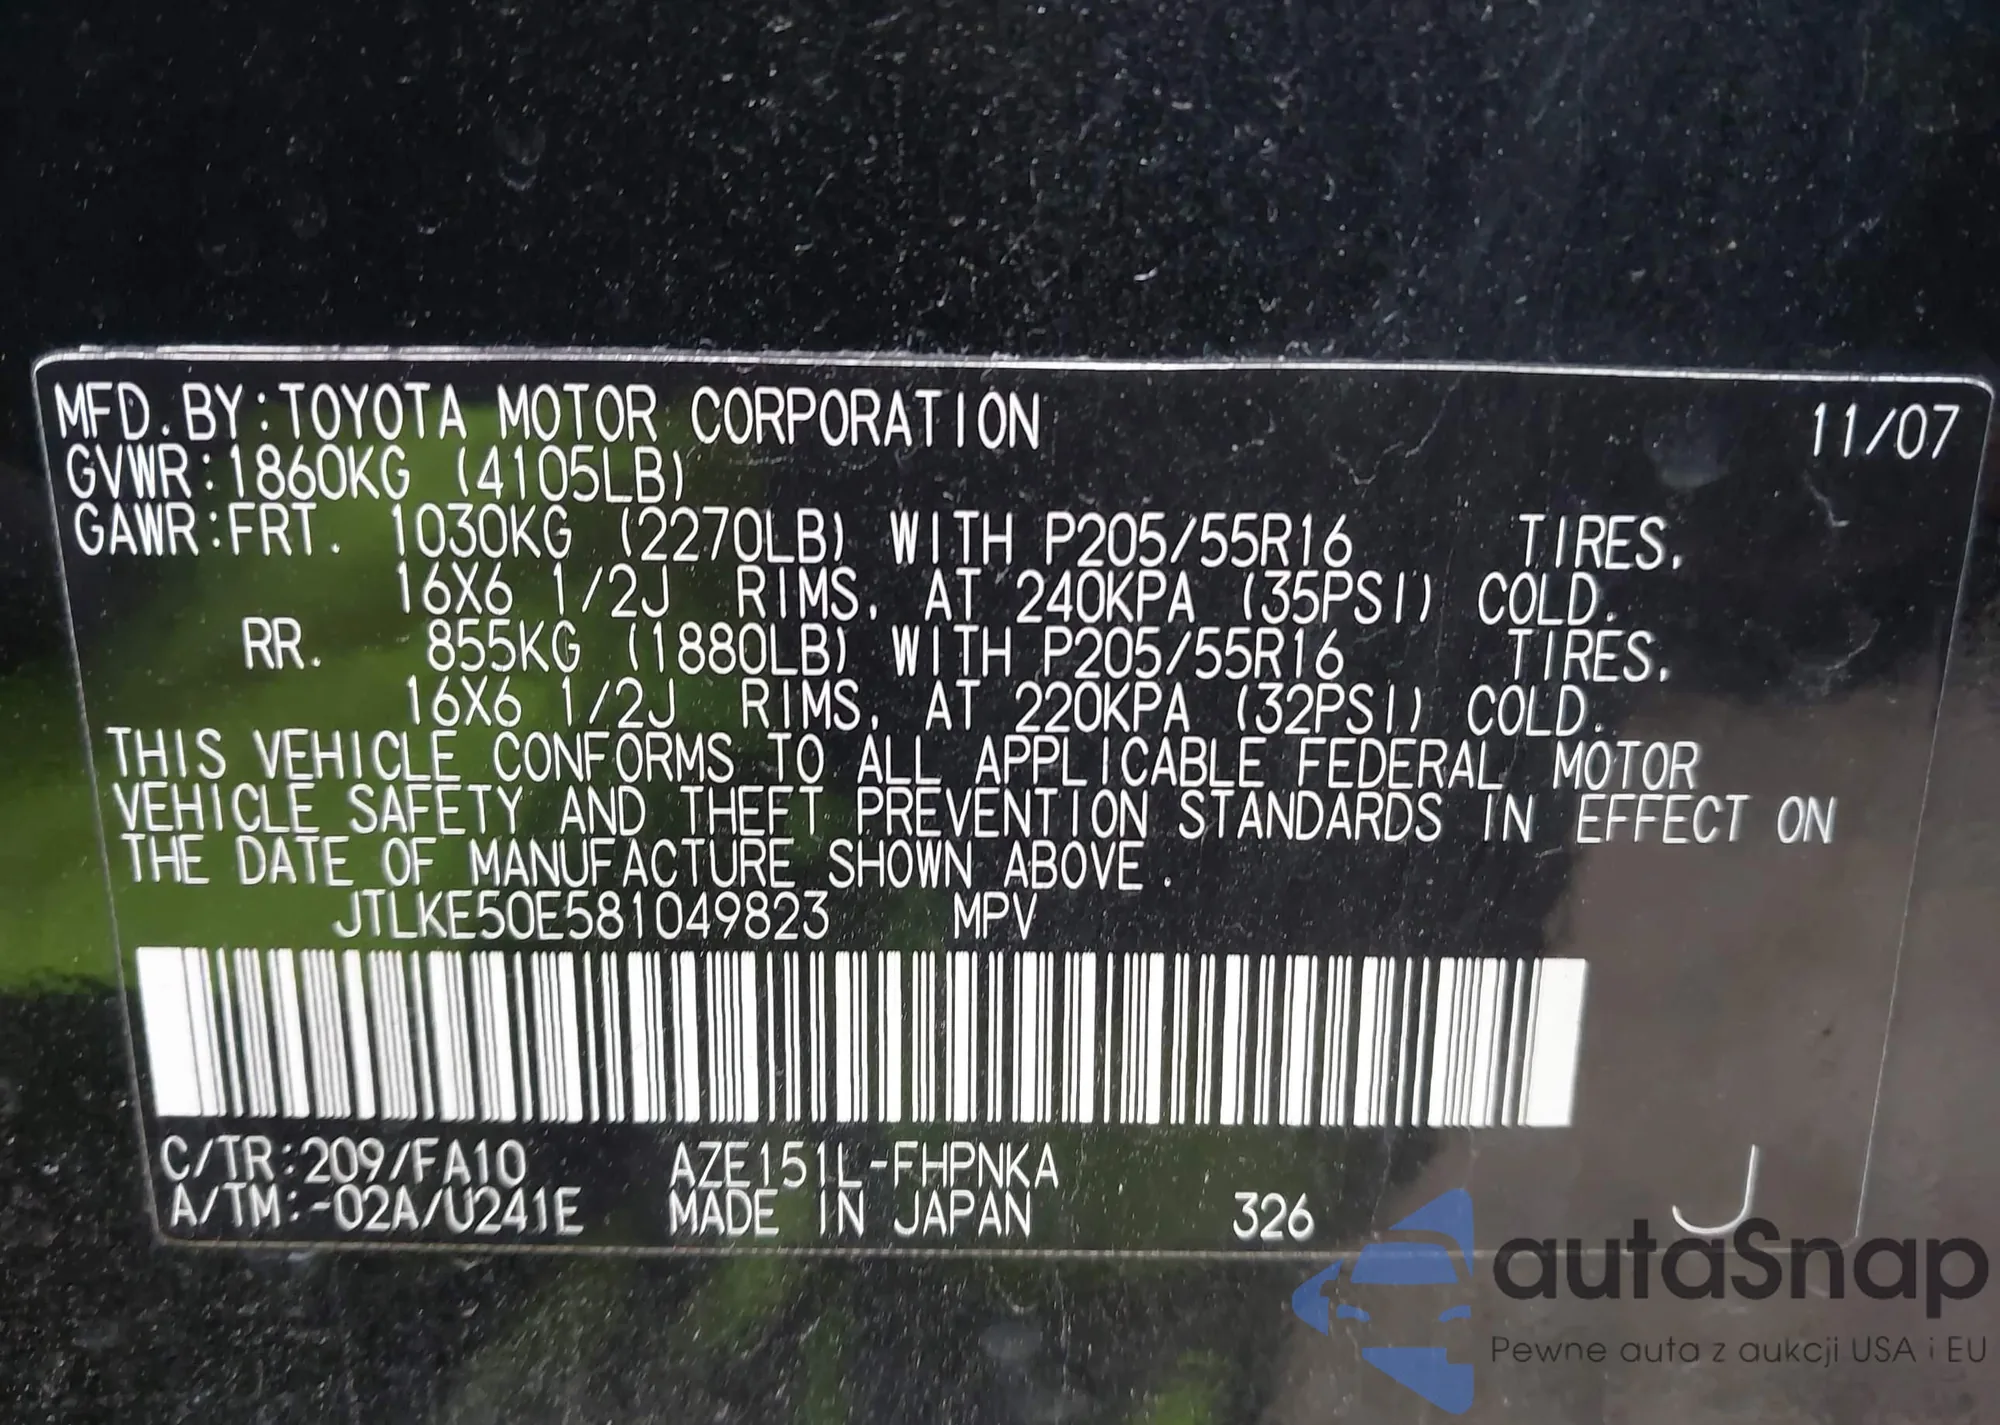 MFD.BY:TOYOTA MOTOR CORPORATION 11/07
GVWR:1860KG (4105LB)
GAWR:FRT. 1030KG (2270LB) WITH P205/55R16 TIRES,
16X6 1/2J RIMS, AT 240KPA (35PSI) COLD.
RR. 855KG (1880LB) WITH P205/55R16 TIRES,
16X6 1/2J RIMS, AT 220KPA (32PSI) COLD.
THIS VEHICLE CONFORMS TO ALL APPLICABLE FEDERAL MOTOR
VEHICLE SAFETY AND THEFT PREVENTION STANDARDS IN EFFECT ON
THE DATE OF MANUFACTURE SHOWN ABOVE.
JTLKE50E581049823 MPV
C/TR:209/FA10 AZE151L-FHPNKA
A/TM:-02A/U241E MADE IN JAPAN 326 J
autaSnap
Pewne auta z aukcji USA i EU